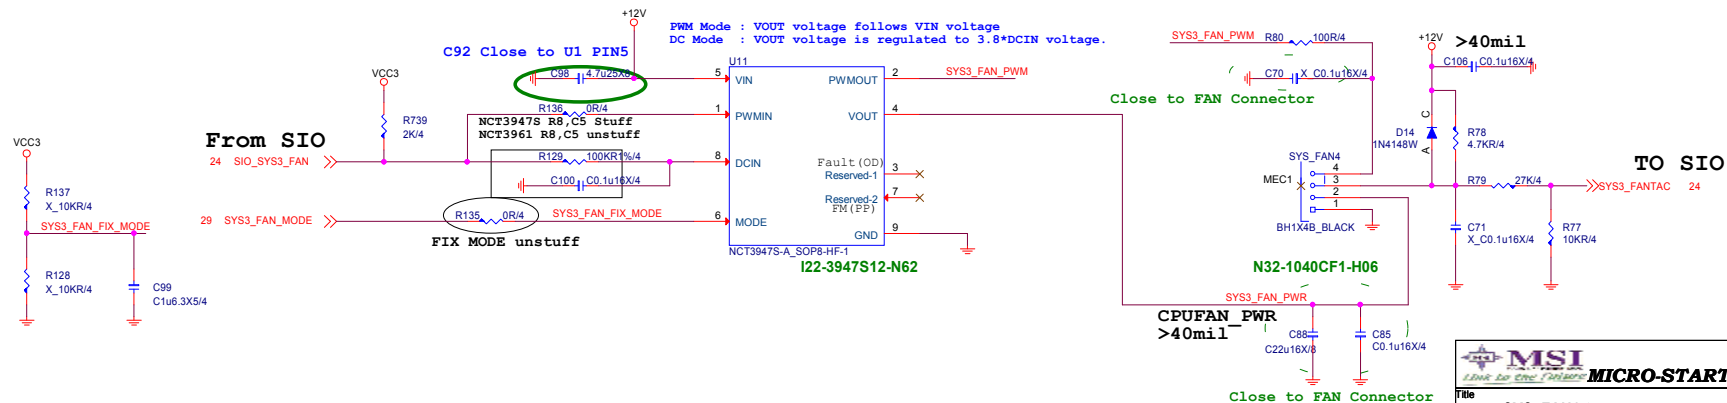 +12V
PWM Mode : VOUT voltage follows VIN voltage
DC Mode : VOUT voltage is regulated to 3.8*DCIN voltage.
C92 Close to U1 PIN5
VCC3
C98 4.7u25X6
U11
5 VIN
PWMOUT 2
SYS3_FAN_PWM
R739
2K/4
R136 0R/4
1 PWMIN
VOUT 4
NCT3947S R8,C5 Stuff
NCT3961 R8,C5 unstuff
From SIO
24 SIO_SYS3_FAN
R129 100KR1%/4
8 DCIN
Fault(OD)
Reserved-1 3
C100 C0.1u16X/4
Reserved-2 7
FM(PP)
29 SYS3_FAN_MODE
R135 0R/4
SYS3_FAN_FIX_MODE
6 MODE
FIX MODE unstuff
GND 9
NCT3947S-A_SOP8-HF-1
I22-3947S12-N62
VCC3
R137
X_10KR/4
SYS3_FAN_FIX_MODE
R128
X_10KR/4
C99
C1u6.3X5/4
SYS3_FAN_PWM
R80 100R/4
C70 X_C0.1u16X/4
Close to FAN Connector
+12V
>40mil
C106 C0.1u16X/4
D14
1N4148W
C
A
R78
4.7KR/4
SYS_FAN4
MEC1
4
3
2
1
BH1X4B_BLACK
N32-1040CF1-H06
R79 27K/4
TO SIO
SYS3_FANTAC 24
C71
X_C0.1u16X/4
R77
10KR/4
SYS3_FAN_PWR
CPUFAN_PWR
>40mil
C88
C22u16X/8
C85
C0.1u16X/4
Close to FAN Connector
MSI
Link to the Future
MICRO-START
Title